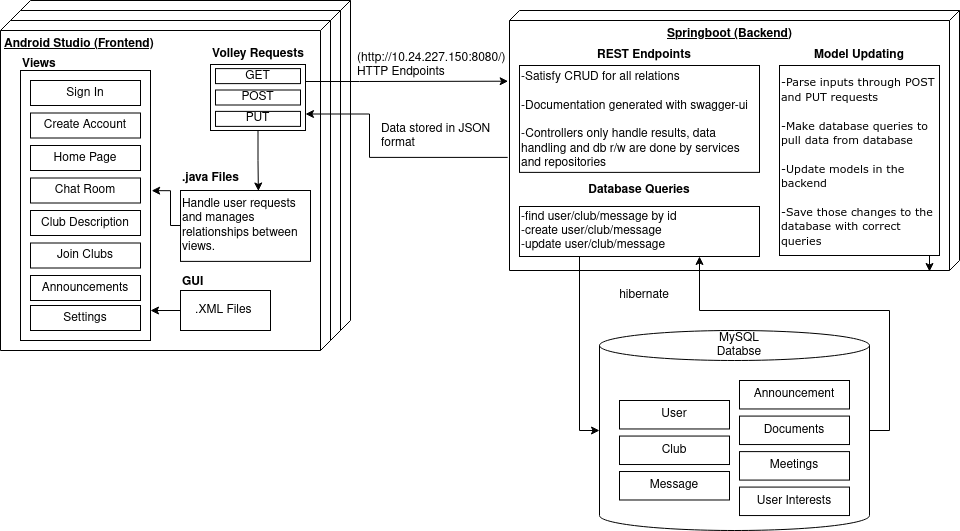 Android Studio (Frontend)
Views
Sign In
Create Account
Home Page
Chat Room
Club Description
Join Clubs
Announcements
Settings
Volley Requests
GET
POST
PUT
.java Files
Handle user requests
and manages
relationships between
views.
GUI
.XML Files
(http://10.24.227.150:8080/)
HTTP Endpoints
Data stored in JSON
format
Springboot (Backend)
REST Endpoints
-Satisfy CRUD for all relations
-Documentation generated with swagger-ui
-Controllers only handle results, data
handling and db r/w are done by services
and repositories
Database Queries
-find user/club/message by id
-create user/club/message
-update user/club/message
Model Updating
-Parse inputs through POST
and PUT requests
-Make database queries to
pull data from database
-Update models in the
backend
-Save those changes to the
database with correct
queries
hibernate
MySQL
Databse
User
Club
Message
Announcement
Documents
Meetings
User Interests